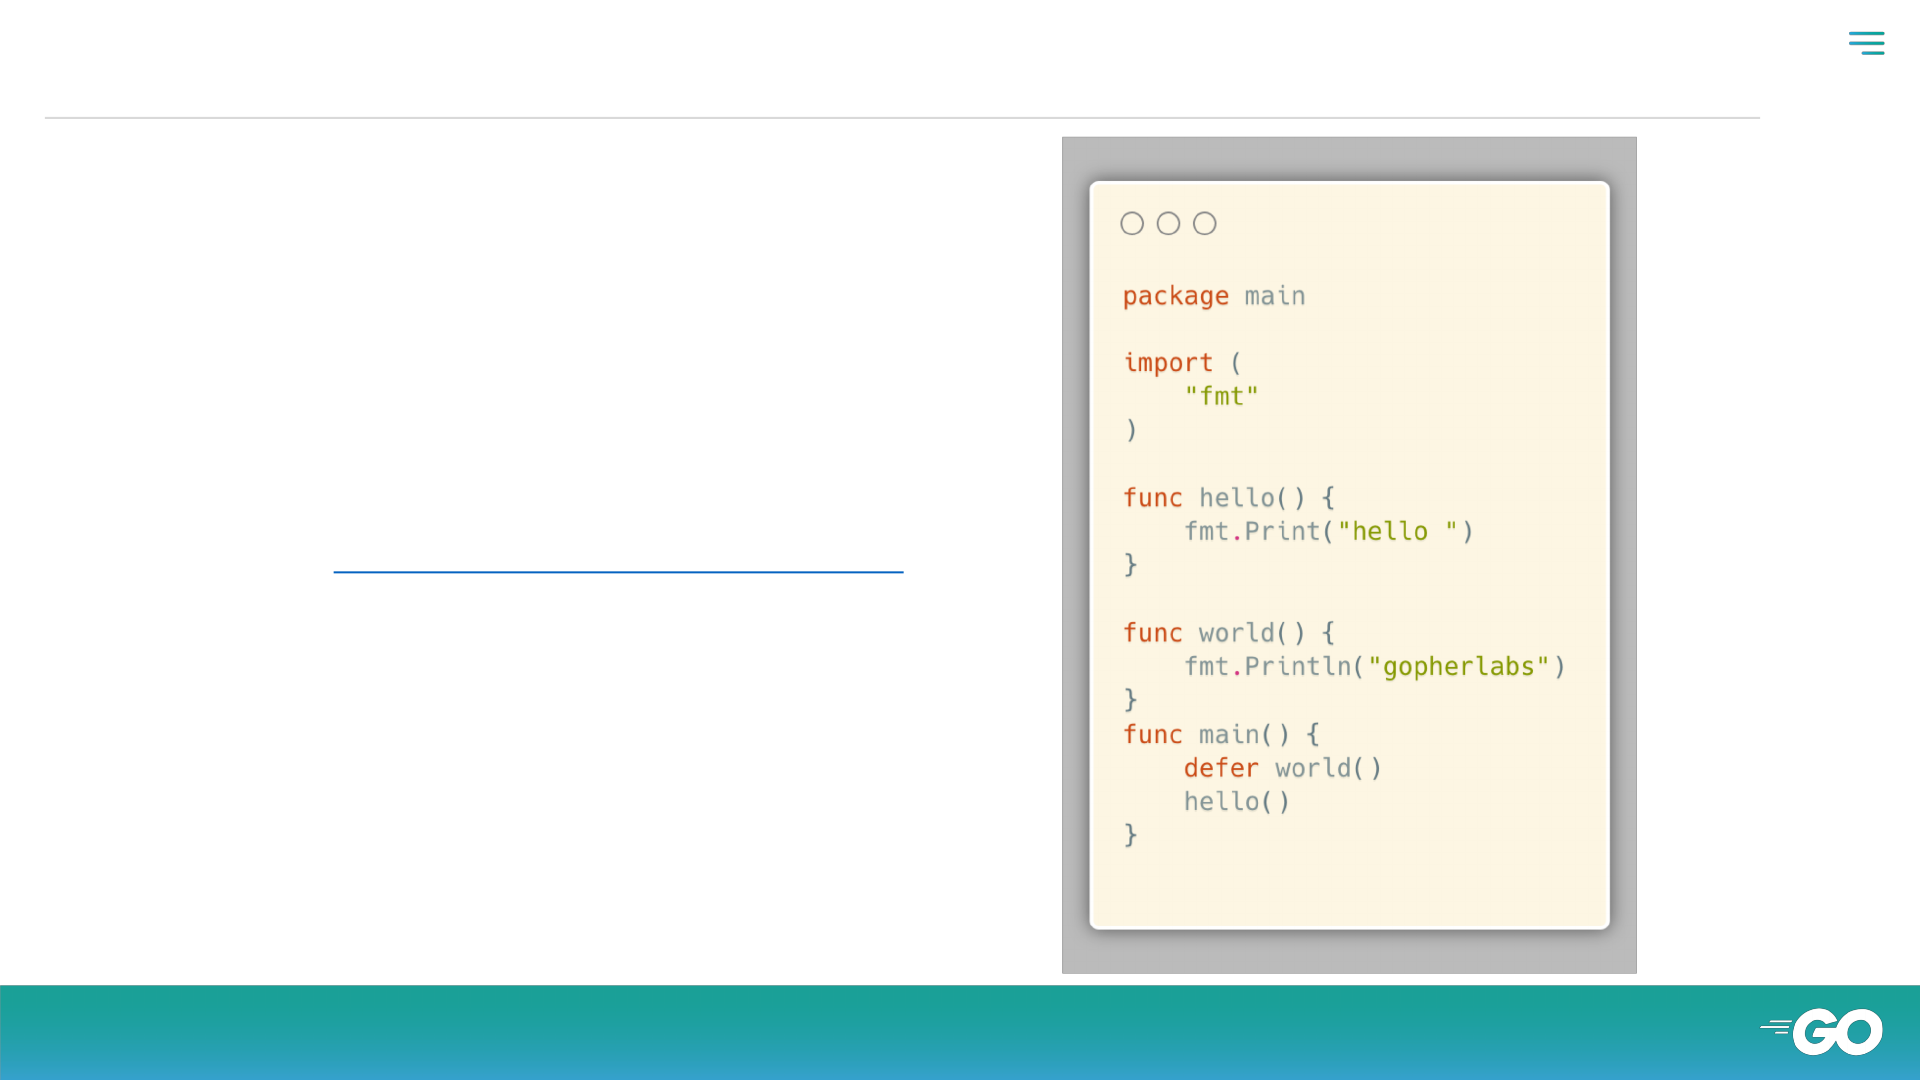 package main
import (
"fmt"
)
func hello() {
fmt.Print("hello ")
}
func world() {
fmt.Println("gopherlabs")
}
func main() {
defer world()
hello()
}
GO